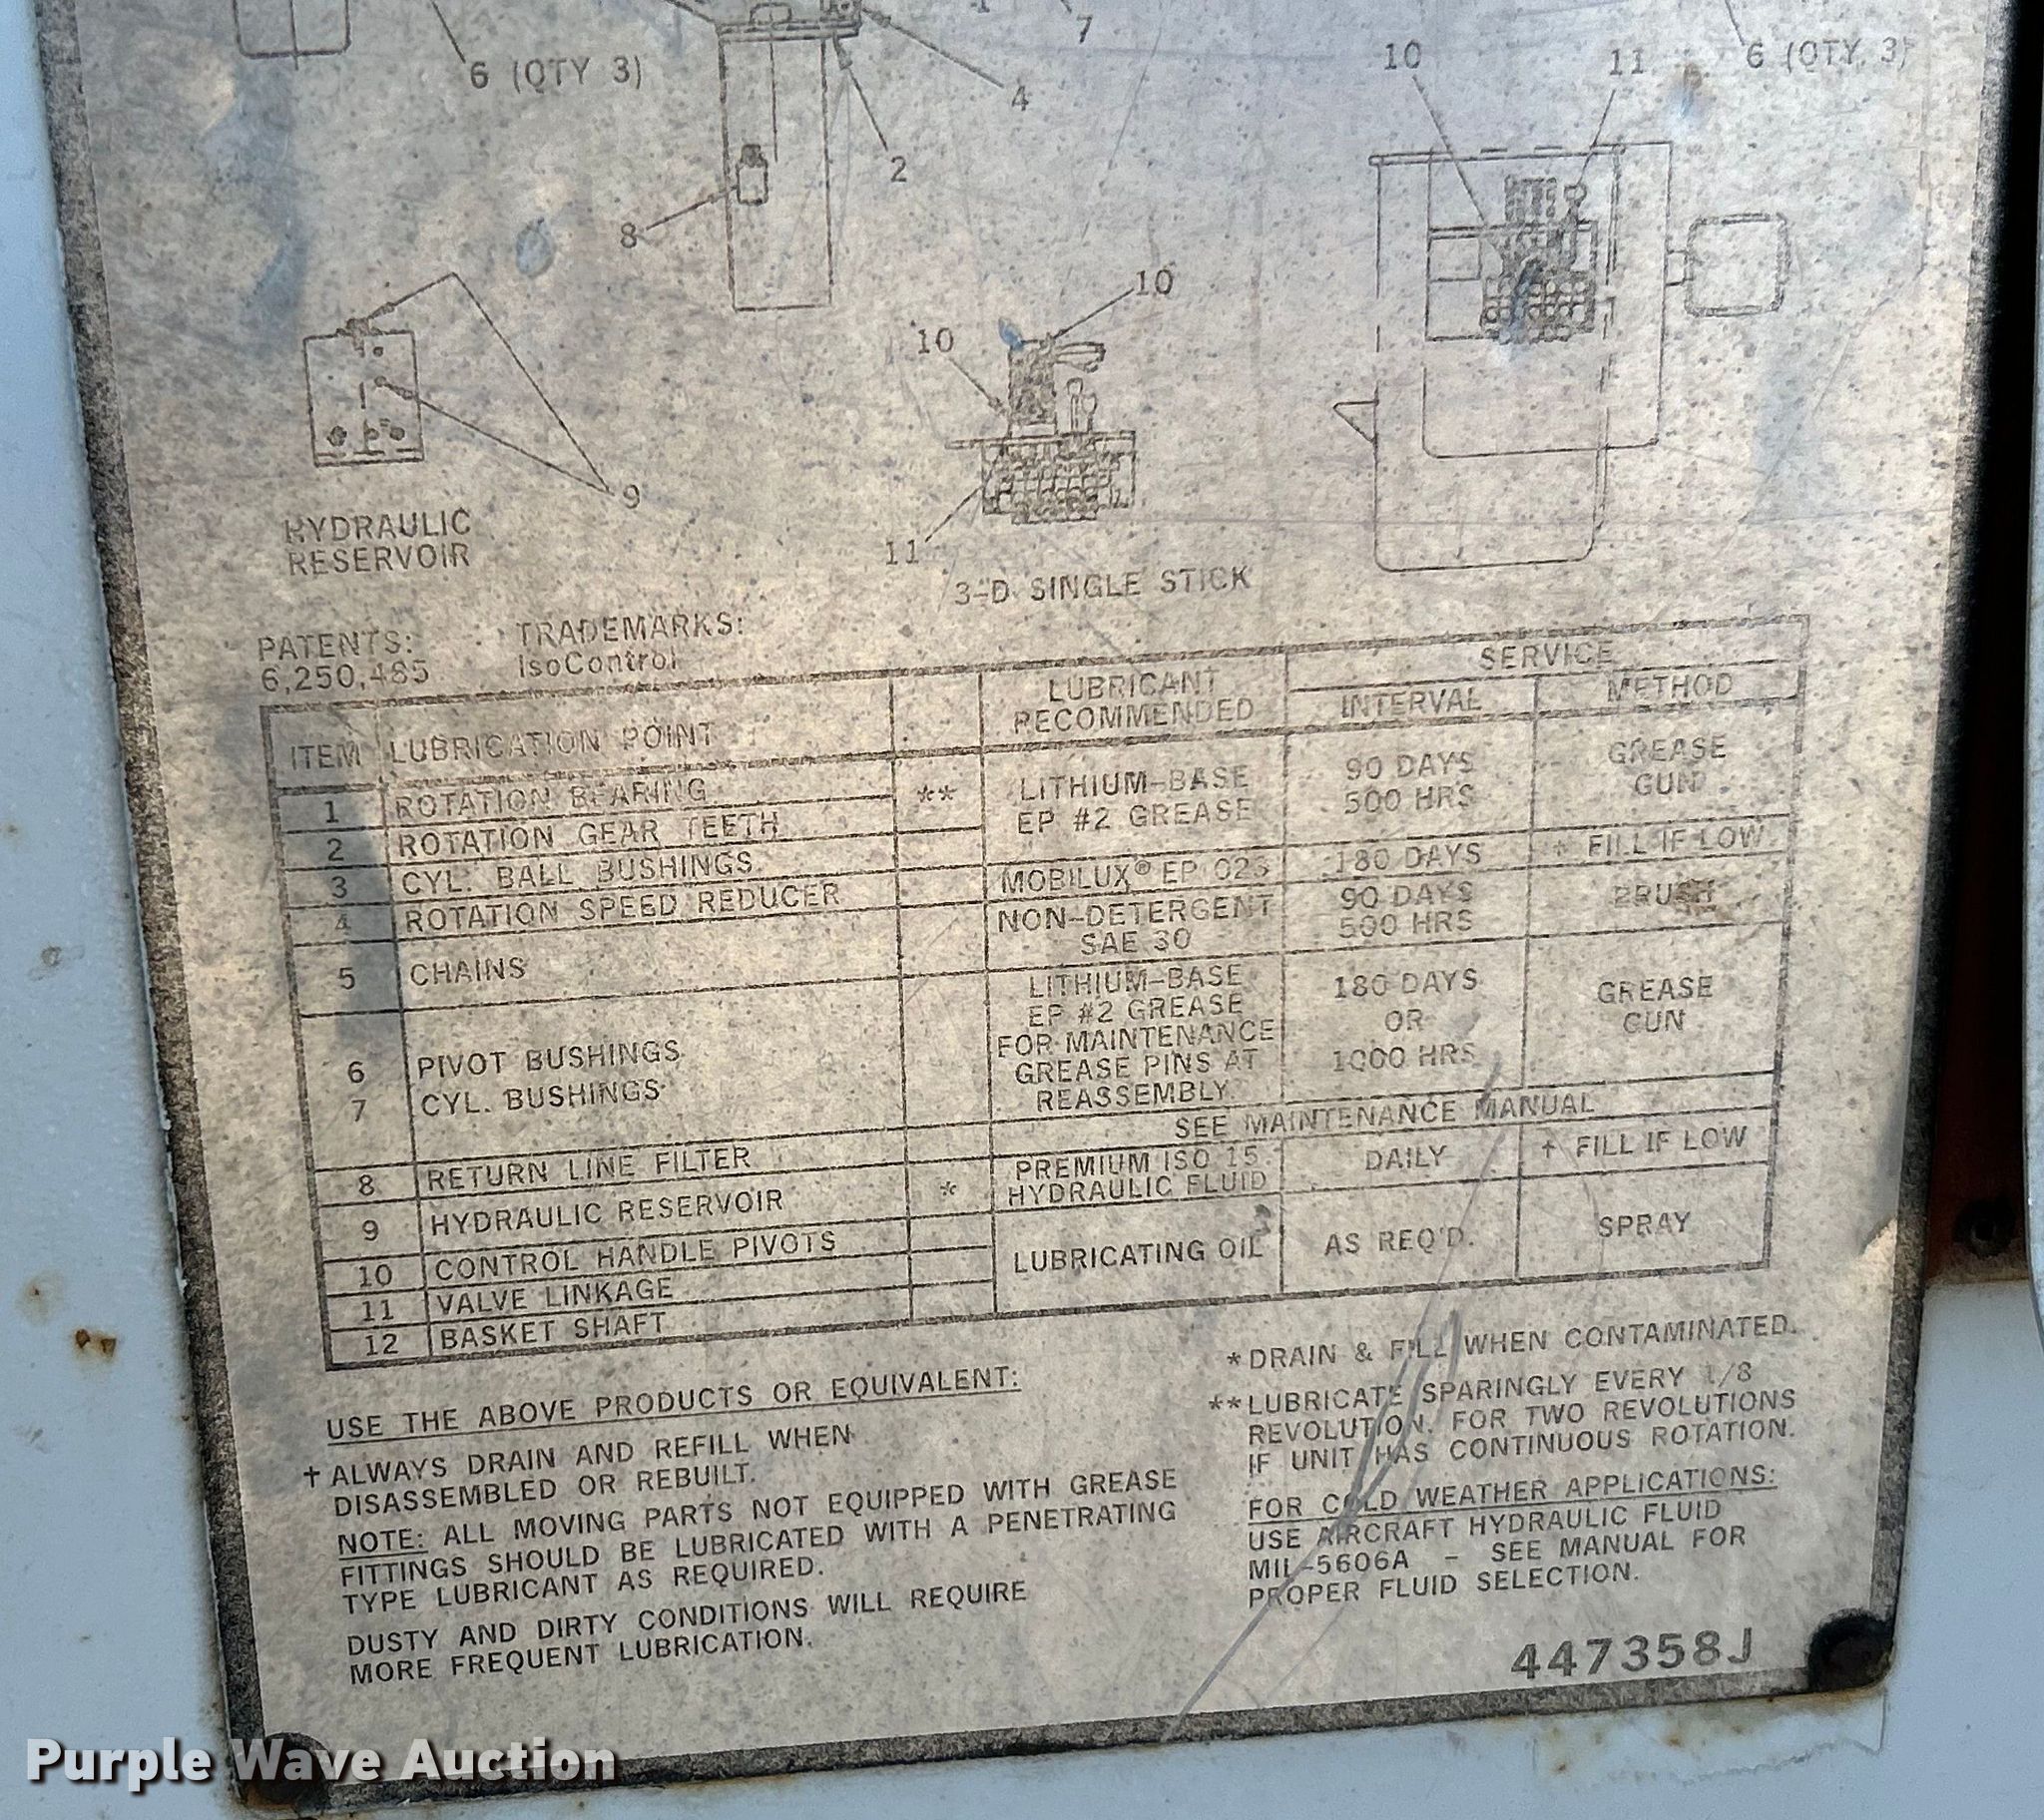 6 (QTY 3)
7
4
2
8
10
11
6 (QTY. 3)
10
10
9
11
HYDRAULIC
RESERVOIR
3-D SINGLE STICK
PATENTS:
6,250,485
TRADEMARKS:
IsoControl
ITEM LUBRICATION POINT LUBRICANT RECOMMENDED SERVICE
INTERVAL METHOD
1 ROTATION BEARING **
2 ROTATION GEAR TEETH
3 CYL. BALL BUSHINGS
LITHIUM-BASE
EP #2 GREASE
90 DAYS
500 HRS
GREASE
GUN
4 ROTATION SPEED REDUCER MOBILUX® EP 023 180 DAYS † FILL IF LOW
5 CHAINS
NON-DETERGENT
SAE 30
90 DAYS
500 HRS
BRUSH
6 PIVOT BUSHINGS
7 CYL. BUSHINGS
LITHIUM-BASE
EP #2 GREASE
FOR MAINTENANCE
GREASE PINS AT
REASSEMBLY
180 DAYS
OR
1000 HRS
GREASE
GUN
8 RETURN LINE FILTER SEE MAINTENANCE MANUAL
9 HYDRAULIC RESERVOIR *
PREMIUM ISO 15
HYDRAULIC FLUID
DAILY † FILL IF LOW
10 CONTROL HANDLE PIVOTS
11 VALVE LINKAGE
12 BASKET SHAFT
LUBRICATING OIL AS REQ'D. SPRAY
USE THE ABOVE PRODUCTS OR EQUIVALENT:
† ALWAYS DRAIN AND REFILL WHEN
DISASSEMBLED OR REBUILT.
NOTE: ALL MOVING PARTS NOT EQUIPPED WITH GREASE
FITTINGS SHOULD BE LUBRICATED WITH A PENETRATING
TYPE LUBRICANT AS REQUIRED.
DUSTY AND DIRTY CONDITIONS WILL REQUIRE
MORE FREQUENT LUBRICATION.
* DRAIN & FILL WHEN CONTAMINATED.
** LUBRICATE SPARINGLY EVERY 1/8
REVOLUTION. FOR TWO REVOLUTIONS
IF UNIT HAS CONTINUOUS ROTATION.
FOR COLD WEATHER APPLICATIONS:
USE AIRCRAFT HYDRAULIC FLUID
MIL-5606A - SEE MANUAL FOR
PROPER FLUID SELECTION.
447358J
Purple Wave Auction